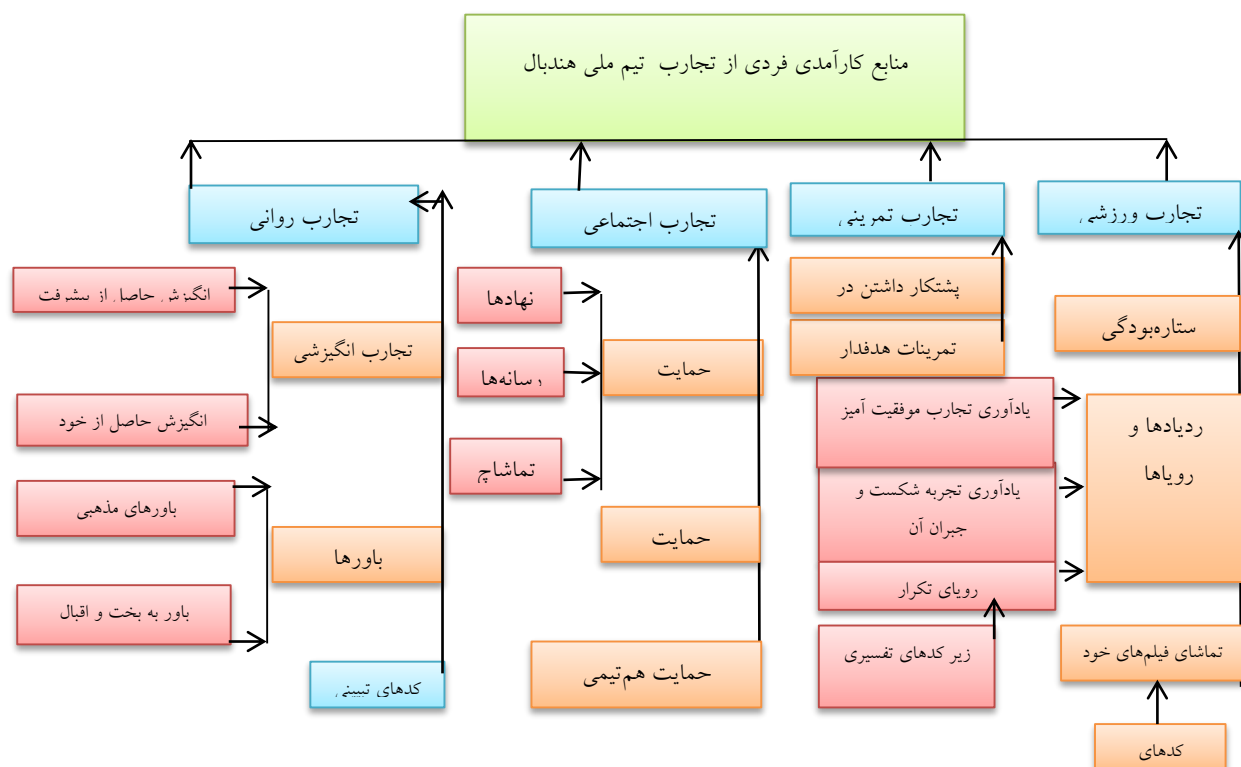 منابع کارآمدی فردی از تجارب تیم ملی هندبال
تجارب ورزشی
تجارب تمرینی
تجارب اجتماعی
تجارب روانی
ستاره‌بودگی
ردیادها و
رویاها
تماشای فیلم‌های خود
کدهای
پشتکار داشتن در
تمرینات هدفدار
یادآوری تجارب موفقیت آمیز
یادآوری تجربه شکست و
جبران آن
رویای تکرار
زیر کدهای تفسیری
حمایت
نهادها
رسانه‌ها
تماشاچ
حمایت
حمایت هم‌تیمی
تجارب انگیزشی
انگیزش حاصل از پیشرفت
انگیزش حاصل از خود
باورها
باورهای مذهبی
باور به بخت و اقبال
کدهای تبیینی